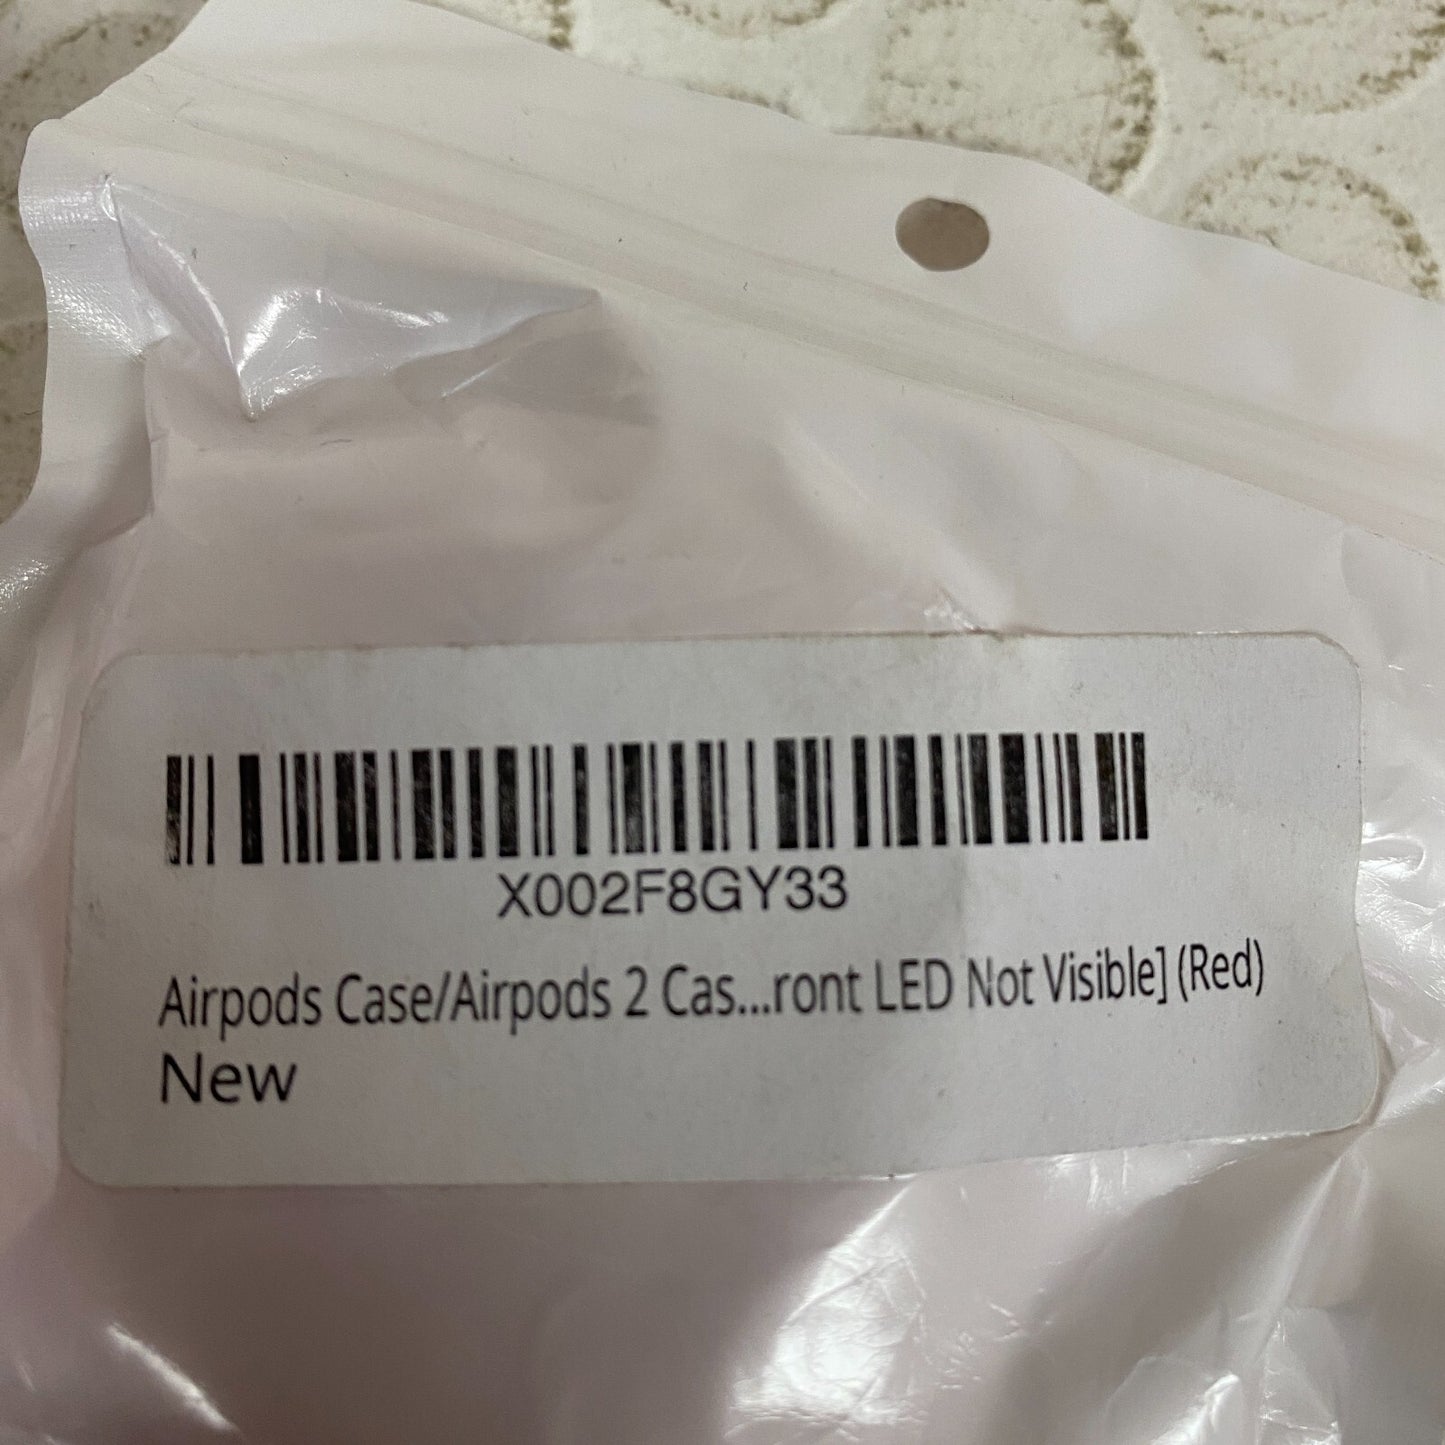 X002F8GY33
Airpods Case/Airpods 2 Cas...ront LED Not Visible] (Red)
New